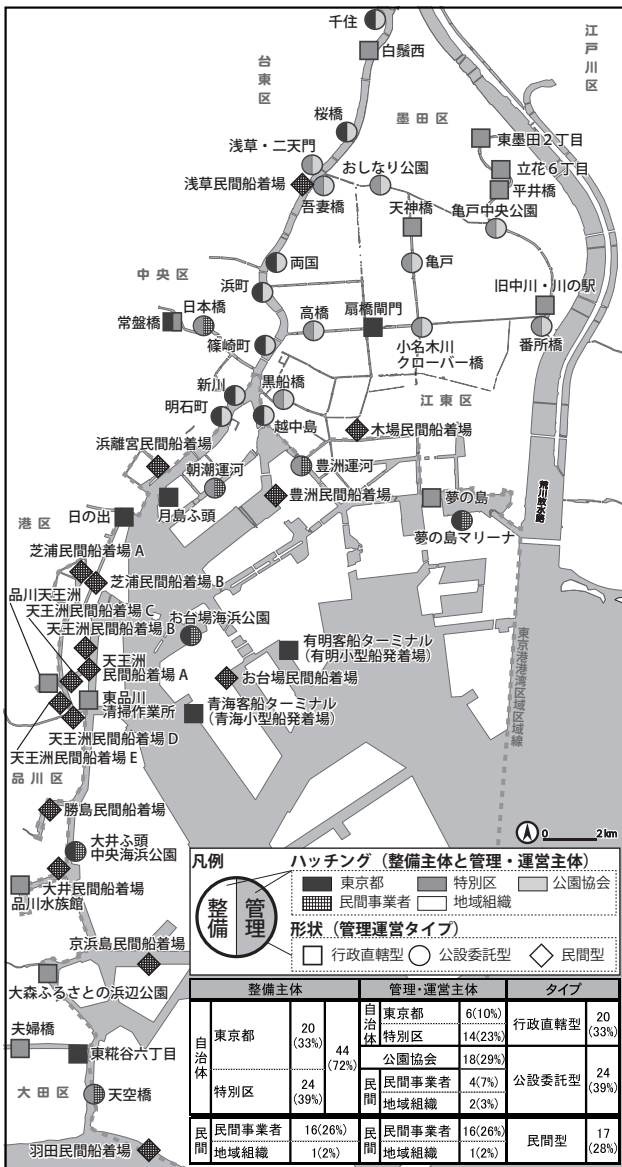 千住
白鬚西
江戸川区
台東区
桜橋
墨田区
浅草・二天門
東墨田２丁目
おしなり公園
立花６丁目
浅草民間船着場
平井橋
吾妻橋
天神橋
亀戸中央公園
両国
亀戸
中央区
浜町
旧中川・川の駅
日本橋
高橋
扇橋閘門
常盤橋
小名木川
クローバー橋
番所橋
篠崎町
新川
黒船橋
江東区
明石町
越中島
木場民間船着場
浜離宮民間船着場
朝潮運河
豊洲運河
荒川放水路
豊洲民間船着場
夢の島
日の出
月島ふ頭
港区
夢の島マリーナ
芝浦民間船着場 A
芝浦民間船着場 B
品川天王洲
天王洲民間船着場 C
天王洲民間船着場 B
お台場海浜公園
有明客船ターミナル
(有明小型船発着場)
天王洲
民間船着場 A
お台場民間船着場
東京港港湾区域区域線
東品川
清掃作業所
青海客船ターミナル
(青海小型船発着場)
天王洲民間船着場 D
天王洲民間船着場 E
品川区
勝島民間船着場
大井ふ頭
中央海浜公園
0 2km
大井民間船着場
品川水族館
京浜島民間船着場
大森ふるさとの浜辺公園
夫婦橋
東糀谷六丁目
大田区
天空橋
羽田民間船着場
凡例
ハッチング（整備主体と管理・運営主体）
整備 管理
東京都 特別区 公園協会
民間事業者 地域組織
形状（管理運営タイプ）
行政直轄型 公設委託型 民間型
整備主体 管理・運営主体 タイプ
自治体 東京都 20(33%) 44(72%) 自治体 東京都 6(10%) 行政直轄型 20(33%)
特別区 14(23%)
公園協会 18(29%) 公設委託型 24(39%)
特別区 24(39%) 民間 民間事業者 4(7%)
地域組織 2(3%)
民間 民間事業者 16(26%) 民間 民間事業者 16(26%) 民間型 17(28%)
地域組織 1(2%) 地域組織 1(2%)